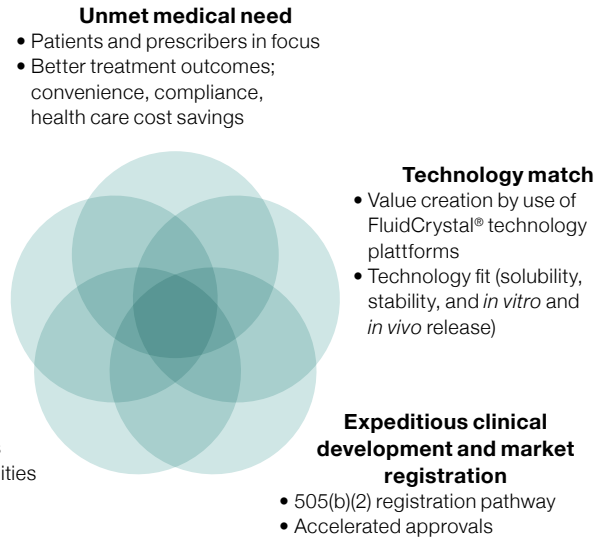 Unmet medical need
• Patients and prescribers in focus
• Better treatment outcomes;
convenience, compliance,
health care cost savings
Technology match
• Value creation by use of
FluidCrystal® technology
plattforms
• Technology fit (solubility,
stability, and in vitro and
in vivo release)
Expeditious clinical
development and market
registration
• 505(b)(2) registration pathway
• Accelerated approvals